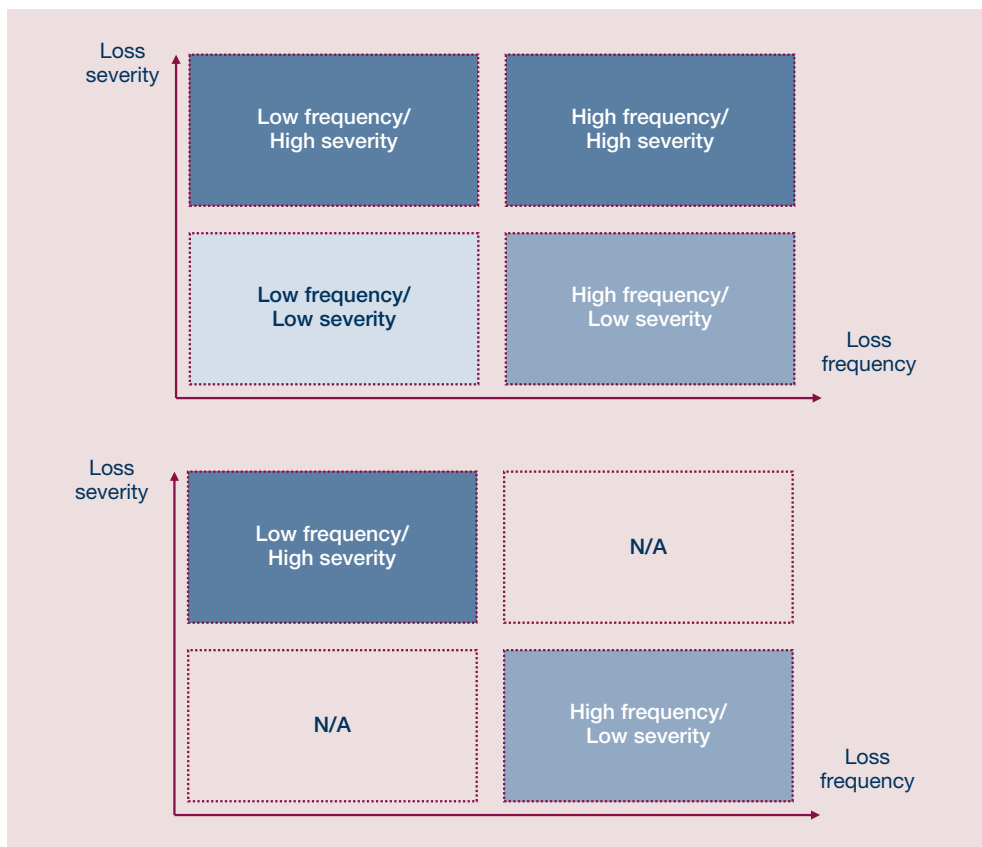 Loss
severity
Low frequency/
High severity
High frequency/
High severity
Low frequency/
Low severity
High frequency/
Low severity
Loss
frequency
Loss
severity
Low frequency/
High severity
N/A
N/A
High frequency/
Low severity
Loss
frequency